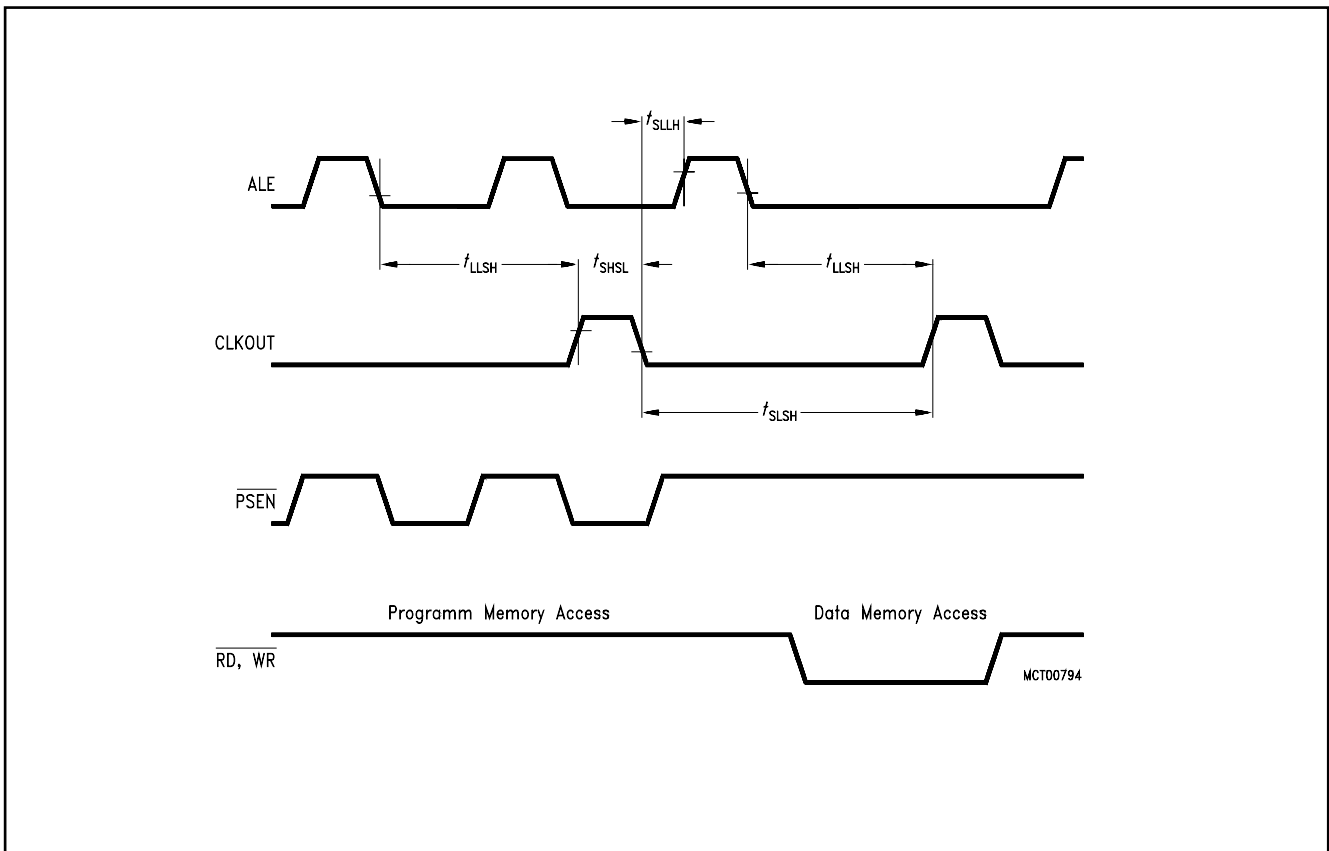 tSLLH
ALE
tLLSH
tSHSL
tLLSH
CLKOUT
tSLSH
PSEN
Programm Memory Access
Data Memory Access
RD, WR
MCT00794